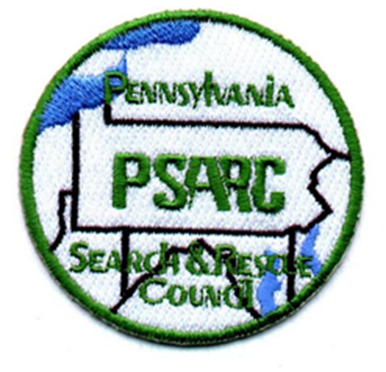 Pennsylvania
PSARC
Search & Rescue
Council